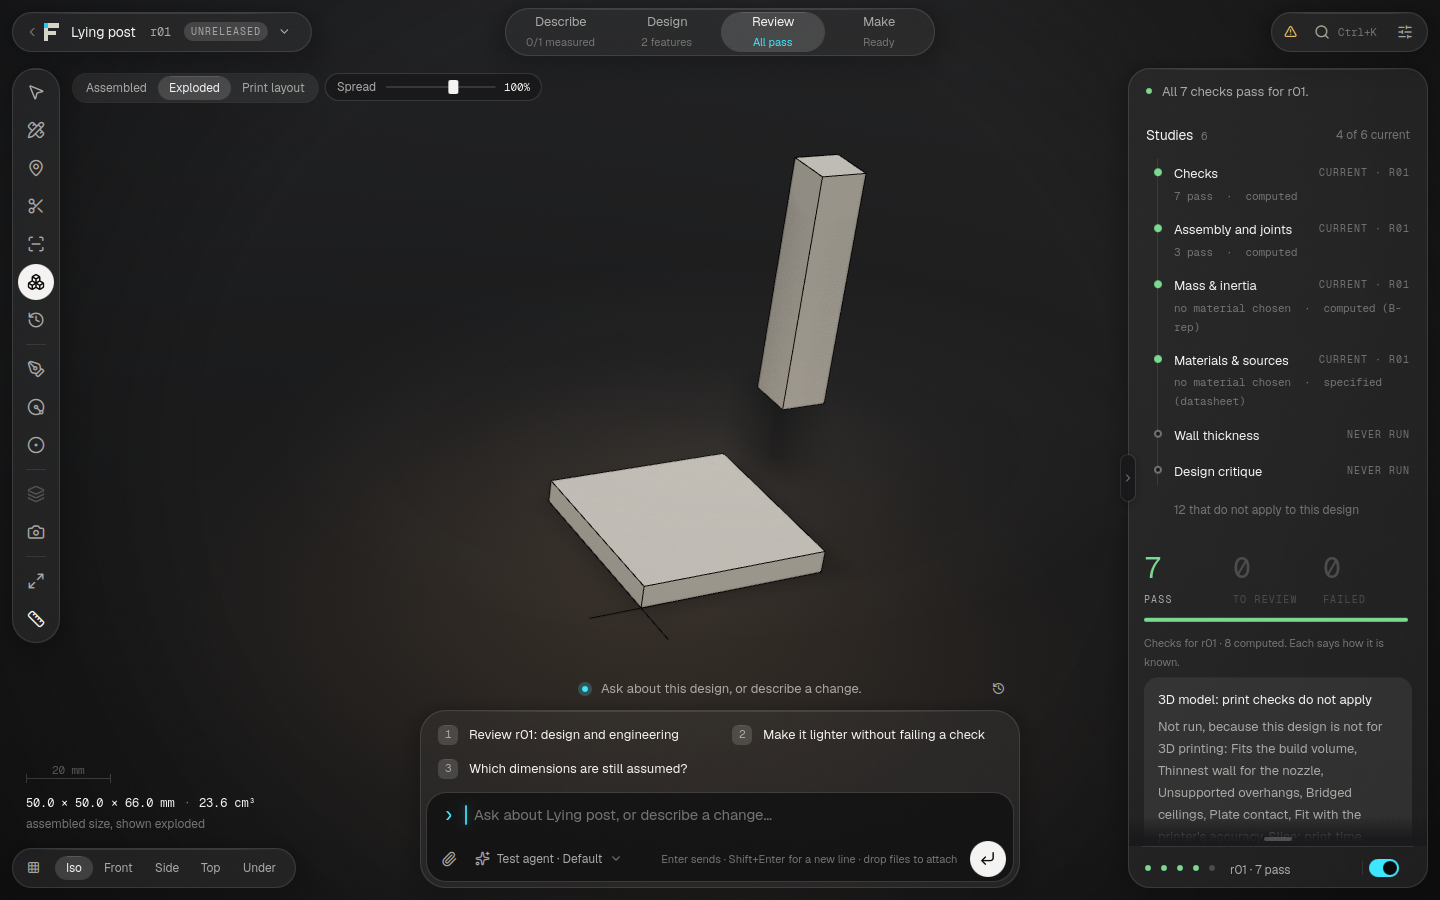 Lying post r01 UNRELEASED
Describe
0/1 measured
Design
2 features
Review
All pass
Make
Ready
Ctrl+K
Assembled Exploded Print layout
Spread 100%
All 7 checks pass for r01.
Studies 6 4 of 6 current
Checks CURRENT · R01
7 pass · computed
Assembly and joints CURRENT · R01
3 pass · computed
Mass & inertia CURRENT · R01
no material chosen · computed (B-
rep)
Materials & sources CURRENT · R01
no material chosen · specified
(datasheet)
Wall thickness NEVER RUN
Design critique NEVER RUN
12 that do not apply to this design
7 0 0
PASS TO REVIEW FAILED
Checks for r01 · 8 computed. Each says how it is
known.
3D model: print checks do not apply
Not run, because this design is not for
3D printing: Fits the build volume,
Thinnest wall for the nozzle,
Unsupported overhangs, Bridged
ceilings, Plate contact, Fit with the
printer's accuracy, Slice: print time
r01 · 7 pass
Ask about this design, or describe a change.
1 Review r01: design and engineering
2 Make it lighter without failing a check
3 Which dimensions are still assumed?
Ask about Lying post, or describe a change…
Test agent · Default
Enter sends · Shift+Enter for a new line · drop files to attach
20 mm
50.0 × 50.0 × 66.0 mm · 23.6 cm³
assembled size, shown exploded
Iso Front Side Top Under